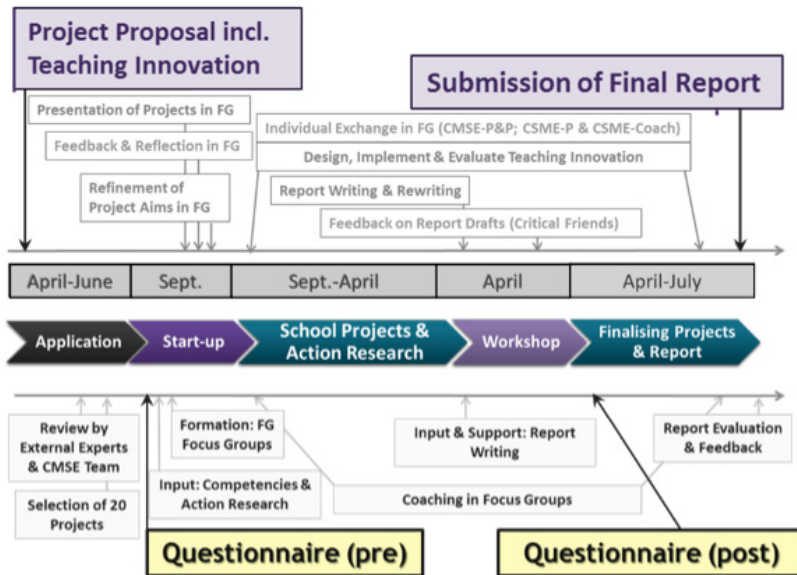 Project Proposal incl.
Teaching Innovation
Submission of Final Report
Presentation of Projects in FG
Feedback & Reflection in FG
Refinement of
Project Aims in FG
Individual Exchange in FG (CMSE-P&P; CSME-P & CSME-Coach)
Design, Implement & Evaluate Teaching Innovation
Report Writing & Rewriting
Feedback on Report Drafts (Critical Friends)
April-June
Sept.
Sept.-April
April
April-July
Application
Start-up
School Projects &
Action Research
Workshop
Finalising Projects
& Report
Review by
External Experts
& CMSE Team
Selection of 20
Projects
Formation: FG
Focus Groups
Input: Competencies &
Action Research
Input & Support: Report
Writing
Coaching in Focus Groups
Report Evaluation
& Feedback
Questionnaire (pre)
Questionnaire (post)